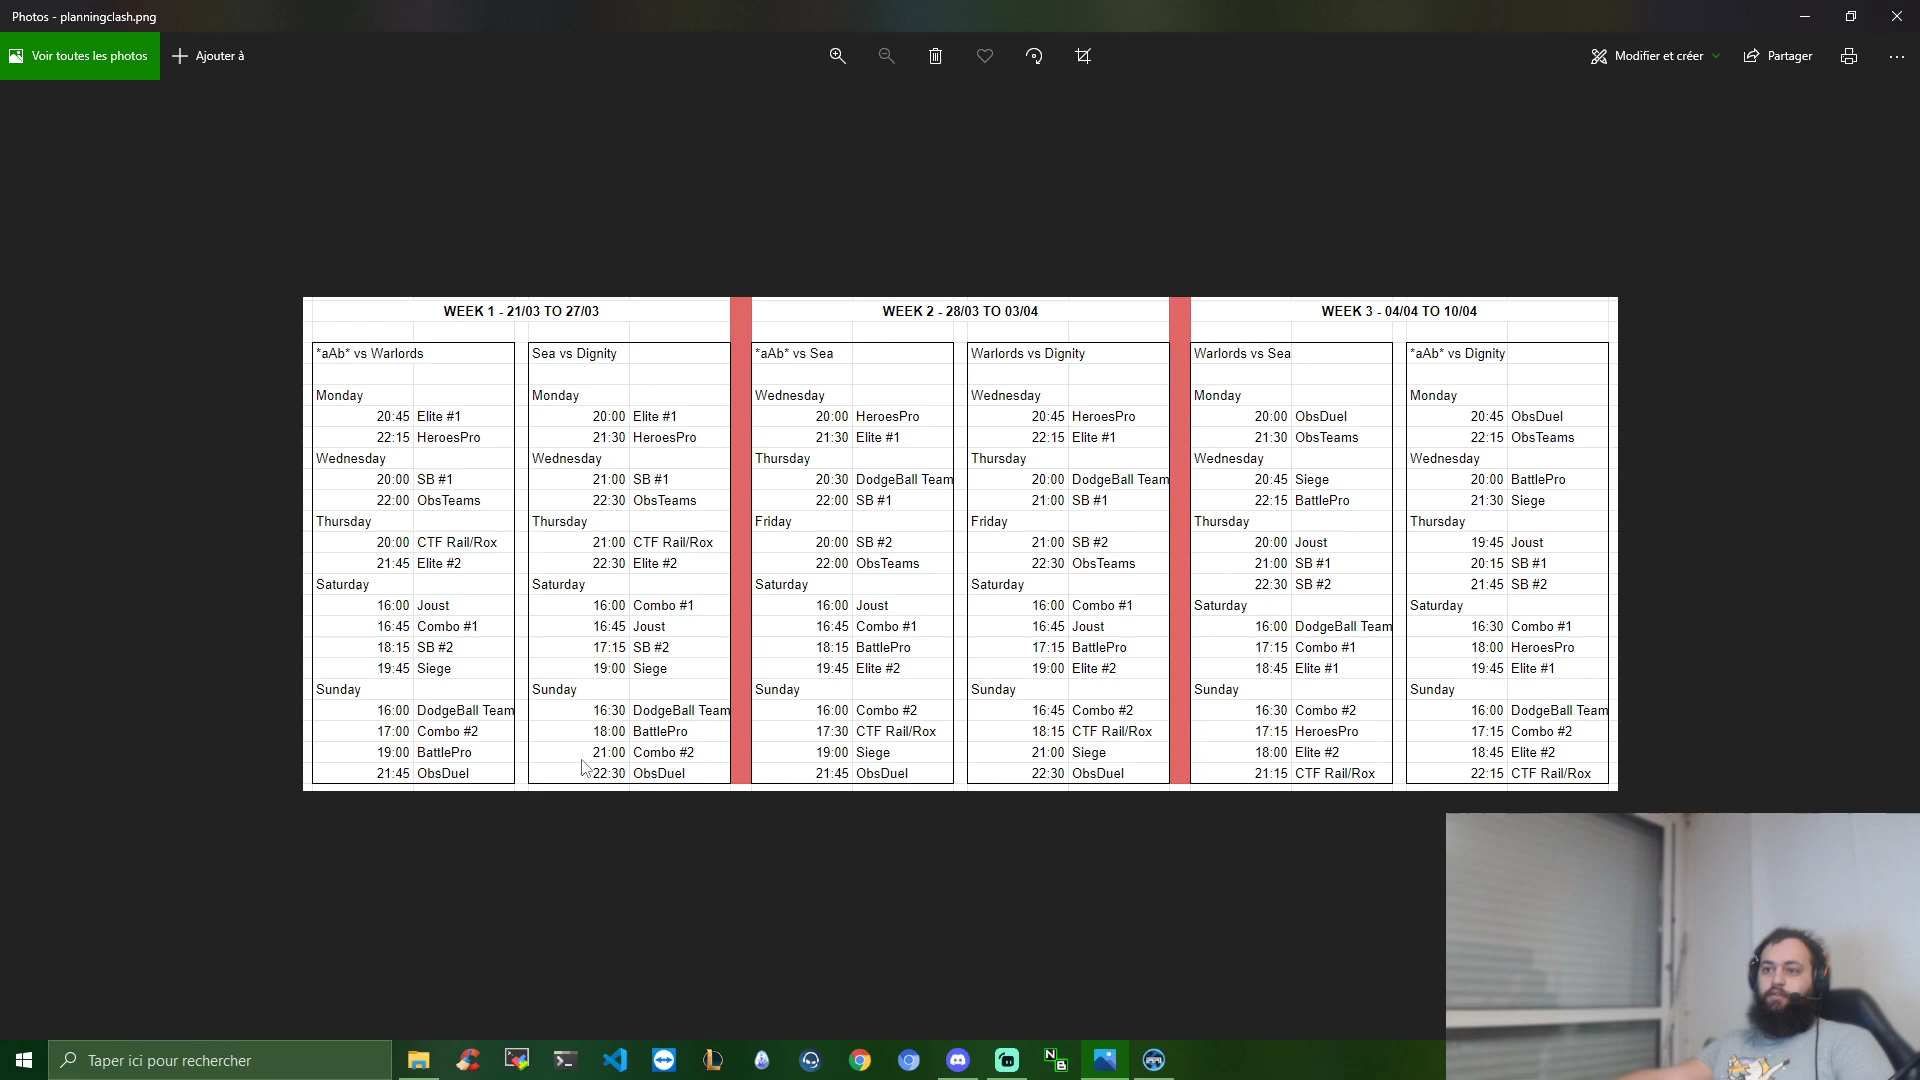 Photos - planningclash.png
Voir toutes les photos
Ajouter à
Modifier et créer
Partager
WEEK 1 - 21/03 TO 27/03
*aAb* vs Warlords
Monday
20:45 Elite #1
22:15 HeroesPro
Wednesday
20:00 SB #1
22:00 ObsTeams
Thursday
20:00 CTF Rail/Rox
21:45 Elite #2
Saturday
16:00 Joust
16:45 Combo #1
18:15 SB #2
19:45 Siege
Sunday
16:00 DodgeBall Team
17:00 Combo #2
19:00 BattlePro
21:45 ObsDuel
Sea vs Dignity
Monday
20:00 Elite #1
21:30 HeroesPro
Wednesday
21:00 SB #1
22:30 ObsTeams
Thursday
21:00 CTF Rail/Rox
22:30 Elite #2
Saturday
16:00 Combo #1
16:45 Joust
17:15 SB #2
19:00 Siege
Sunday
16:30 DodgeBall Team
18:00 BattlePro
21:00 Combo #2
22:30 ObsDuel
WEEK 2 - 28/03 TO 03/04
*aAb* vs Sea
Wednesday
20:00 HeroesPro
21:30 Elite #1
Thursday
20:30 DodgeBall Team
22:00 SB #1
Friday
20:00 SB #2
22:00 ObsTeams
Saturday
16:00 Joust
16:45 Combo #1
18:15 BattlePro
19:45 Elite #2
Sunday
16:00 Combo #2
17:30 CTF Rail/Rox
19:00 Siege
21:45 ObsDuel
Warlords vs Dignity
Wednesday
20:45 HeroesPro
22:15 Elite #1
Thursday
20:00 DodgeBall Team
21:00 SB #1
Friday
21:00 SB #2
22:30 ObsTeams
Saturday
16:00 Combo #1
16:45 Joust
17:15 BattlePro
19:00 Elite #2
Sunday
16:45 Combo #2
18:15 CTF Rail/Rox
21:00 Siege
22:30 ObsDuel
WEEK 3 - 04/04 TO 10/04
Warlords vs Sea
Monday
20:00 ObsDuel
21:30 ObsTeams
Wednesday
20:45 Siege
22:15 BattlePro
Thursday
20:00 Joust
21:00 SB #1
22:30 SB #2
Saturday
16:00 DodgeBall Team
17:15 Combo #1
18:45 Elite #1
Sunday
16:30 Combo #2
17:15 HeroesPro
18:00 Elite #2
21:15 CTF Rail/Rox
*aAb* vs Dignity
Monday
20:45 ObsDuel
22:15 ObsTeams
Wednesday
20:00 BattlePro
21:30 Siege
Thursday
19:45 Joust
20:15 SB #1
21:45 SB #2
Saturday
16:30 Combo #1
18:00 HeroesPro
19:45 Elite #1
Sunday
16:00 DodgeBall Team
17:15 Combo #2
18:45 Elite #2
22:15 CTF Rail/Rox
Taper ici pour rechercher
N
B